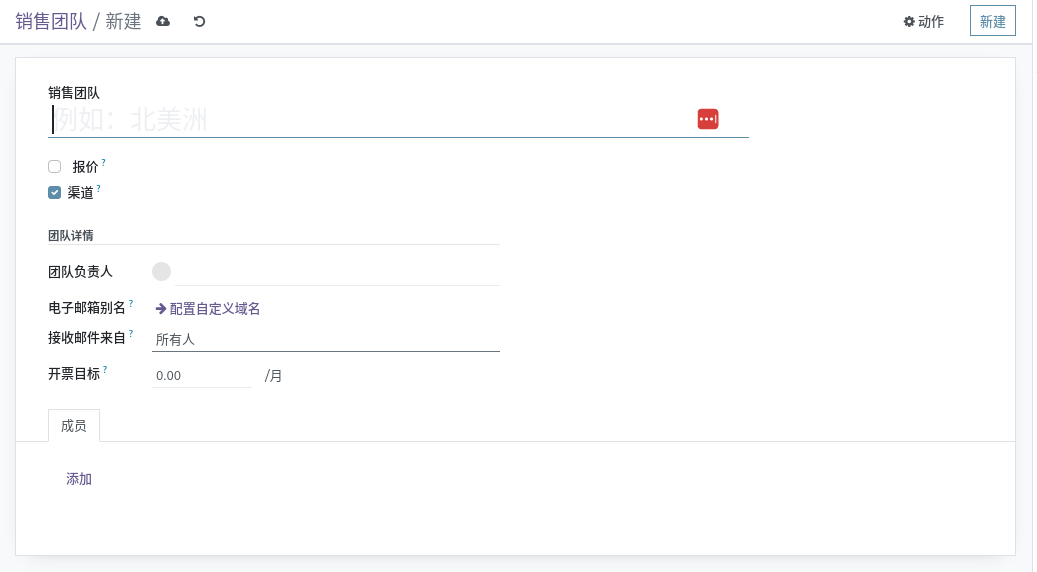 销售团队 / 新建 动作 新建
销售团队
例如：北美洲
报价 ?
渠道 ?
团队详情
团队负责人
电子邮箱别名 ? 配置自定义域名
接收邮件来自 ? 所有人
开票目标 ? 0.00 /月
成员
添加